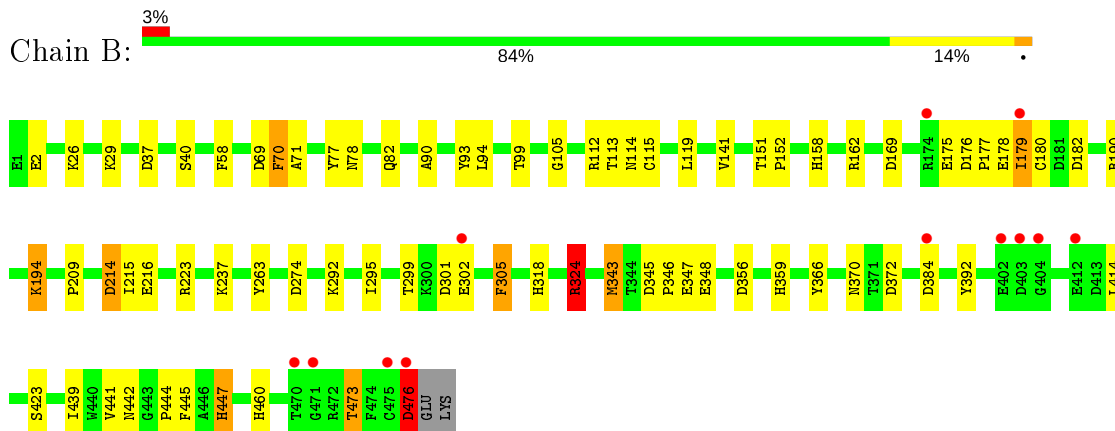 3%
Chain B:
84% 14% •
E1 E2 K26 K29 D37 S40 F58 D69 F70 A71 Y77 N78 Q82 A90 Y93 L94 T99 G105 R112 T113 N114 C115 L119 V141 T151 P152 H158 R162 D169 R174 E175 D176 P177 E178 I179 C180 D181 D182
K194 P209 D214 I215 E216 R223 K237 Y263 D274 K292 I295 T299 K300 D301 E302 F305 H318 R324 M343 T344 D345 P346 E347 E348 D356 H359 Y366 N370 T371 D372 D384 Y392 E402 D403 G404 E412 D413
S423 I439 W440 V441 N442 G443 P444 F445 A446 H447 H460 T470 G471 R472 T473 F474 C475 D476 GLU LYS